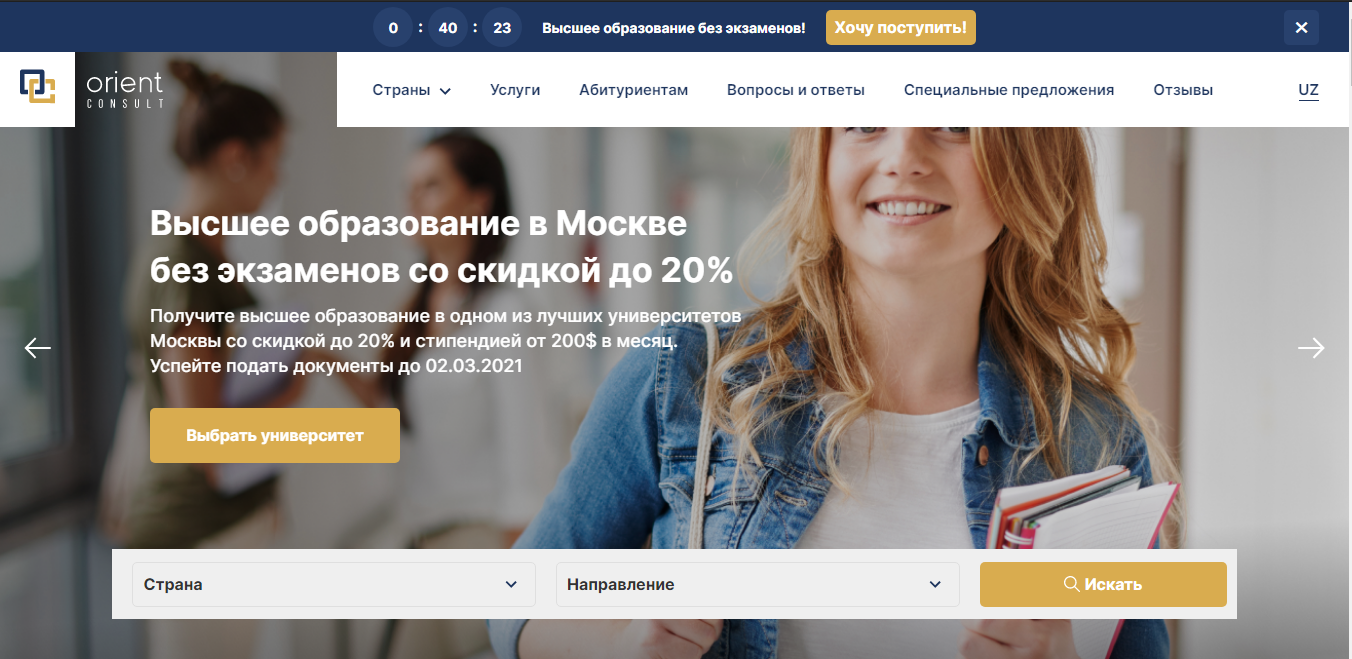 0 : 40 : 23 Высшее образование без экзаменов! Хочу поступить!
orient
CONSULT
Страны Услуги Абитуриентам Вопросы и ответы Специальные предложения Отзывы UZ
Высшее образование в Москве
без экзаменов со скидкой до 20%
Получите высшее образование в одном из лучших университетов
Москвы со скидкой до 20% и стипендией от 200$ в месяц.
Успейте подать документы до 02.03.2021
Выбрать университет
Страна Направление Искать